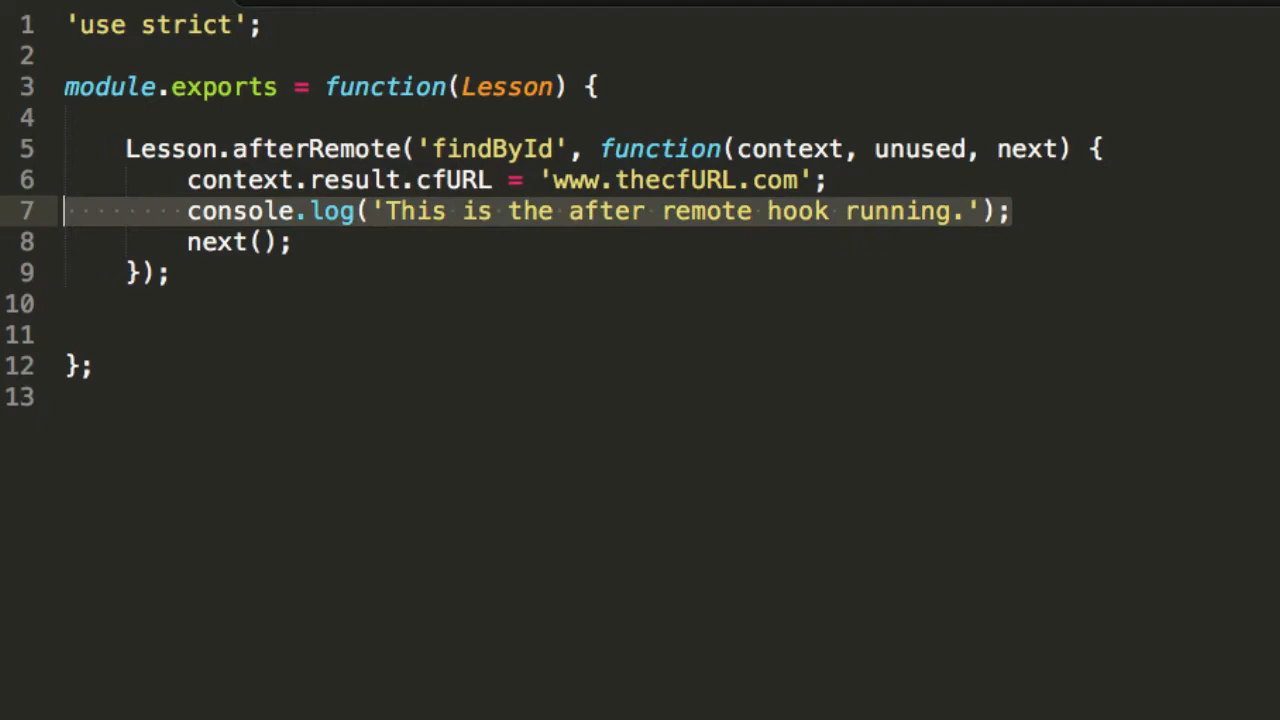 1 'use strict';
2
3 module.exports = function(Lesson) {
4
5 Lesson.afterRemote('findById', function(context, unused, next) {
6 context.result.cfURL = 'www.thecfURL.com';
7 console.log('This is the after remote hook running.');
8 next();
9 });
10
11
12 };
13